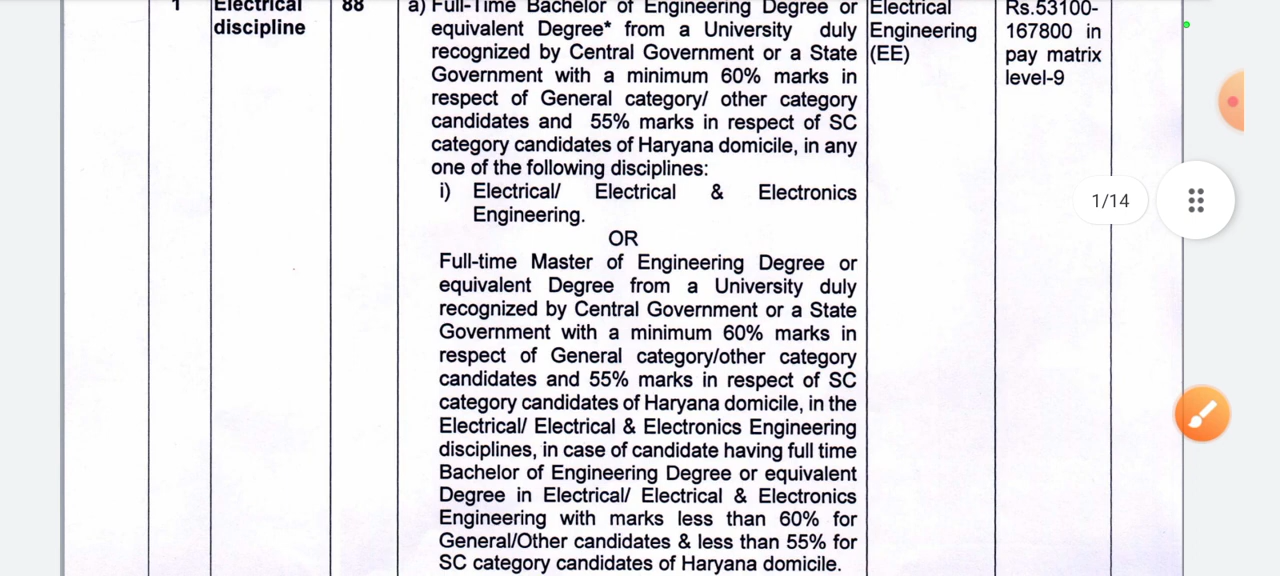 1
Electrical
discipline
88
a) Full-Time Bachelor of Engineering Degree or
equivalent Degree* from a University duly
recognized by Central Government or a State
Government with a minimum 60% marks in
respect of General category/ other category
candidates and 55% marks in respect of SC
category candidates of Haryana domicile, in any
one of the following disciplines:
i) Electrical/ Electrical & Electronics
Engineering.
OR
Full-time Master of Engineering Degree or
equivalent Degree from a University duly
recognized by Central Government or a State
Government with a minimum 60% marks in
respect of General category/other category
candidates and 55% marks in respect of SC
category candidates of Haryana domicile, in the
Electrical/ Electrical & Electronics Engineering
disciplines, in case of candidate having full time
Bachelor of Engineering Degree or equivalent
Degree in Electrical/ Electrical & Electronics
Engineering with marks less than 60% for
General/Other candidates & less than 55% for
SC category candidates of Haryana domicile.
Electrical
Engineering
(EE)
Rs.53100-
167800 in
pay matrix
level-9
1/14